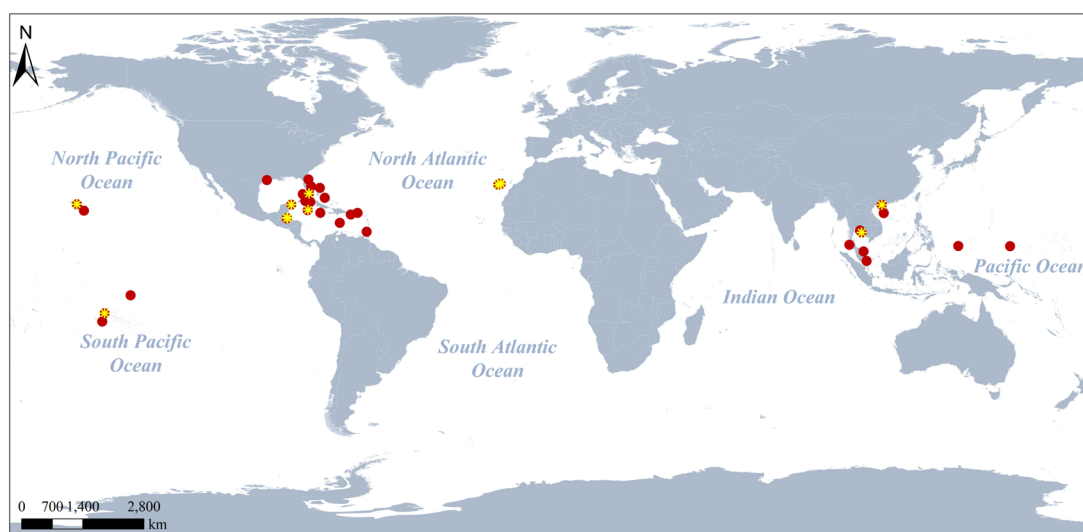 N
North Pacific
Ocean
North Atlantic
Ocean
Pacific Ocean
Indian Ocean
South Pacific
Ocean
South Atlantic
Ocean
0 700 1,400 2,800
km